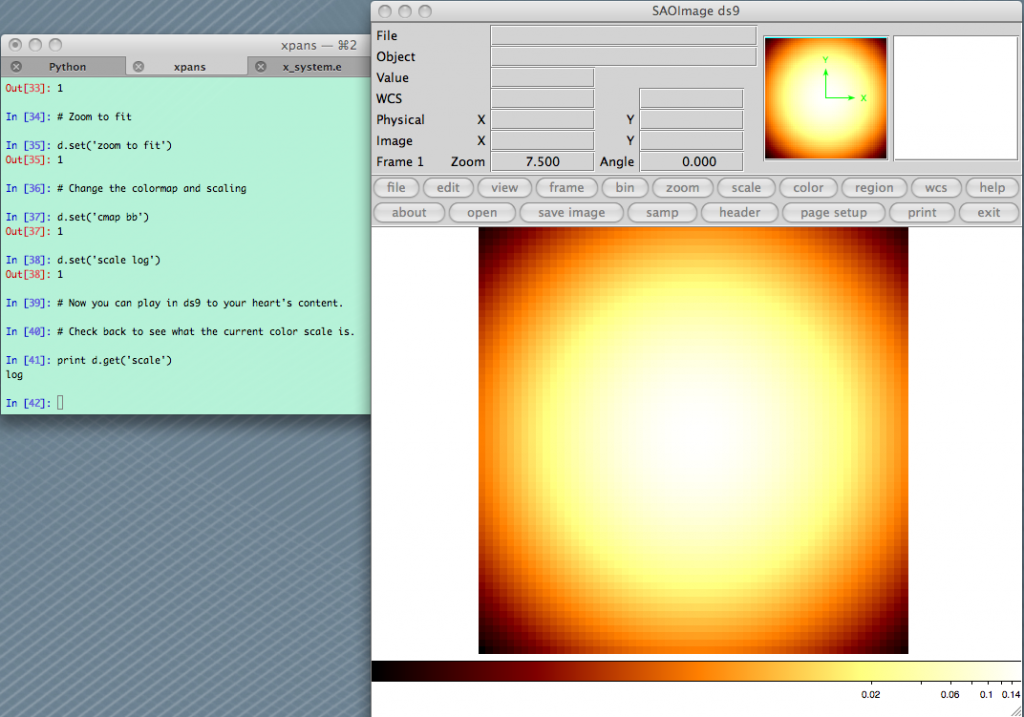 xpans — ⌘2
Python
xpans
x_system.e
Out[33]: 1
In [34]: # Zoom to fit
In [35]: d.set('zoom to fit')
Out[35]: 1
In [36]: # Change the colormap and scaling
In [37]: d.set('cmap bb')
Out[37]: 1
In [38]: d.set('scale log')
Out[38]: 1
In [39]: # Now you can play in ds9 to your heart's content.
In [40]: # Check back to see what the current color scale is.
In [41]: print d.get('scale')
log
In [42]:
SAOImage ds9
File
Object
Value
WCS
Physical X Y
Image X Y
Frame 1 Zoom 7.500 Angle 0.000
Y
X
file edit view frame bin zoom scale color region wcs help
about open save image samp header page setup print exit
0.02 0.06 0.1 0.14